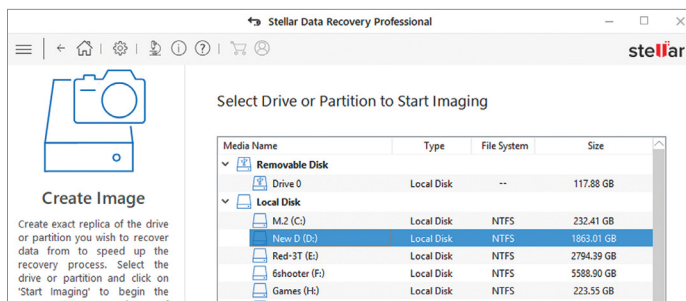 Stellar Data Recovery Professional
stellar
Select Drive or Partition to Start Imaging
Media Name Type File System Size
Removable Disk
Drive 0 Local Disk -- 117.88 GB
Local Disk
M.2 (C:) Local Disk NTFS 232.41 GB
New D (D:) Local Disk NTFS 1863.01 GB
Red-3T (E:) Local Disk NTFS 2794.39 GB
6shooter (F:) Local Disk NTFS 5588.90 GB
Games (H:) Local Disk NTFS 223.55 GB
Create Image
Create exact replica of the drive
or partition you wish to recover
data from to speed up the
recovery process. Select the
drive or partition and click on
'Start Imaging' to begin the